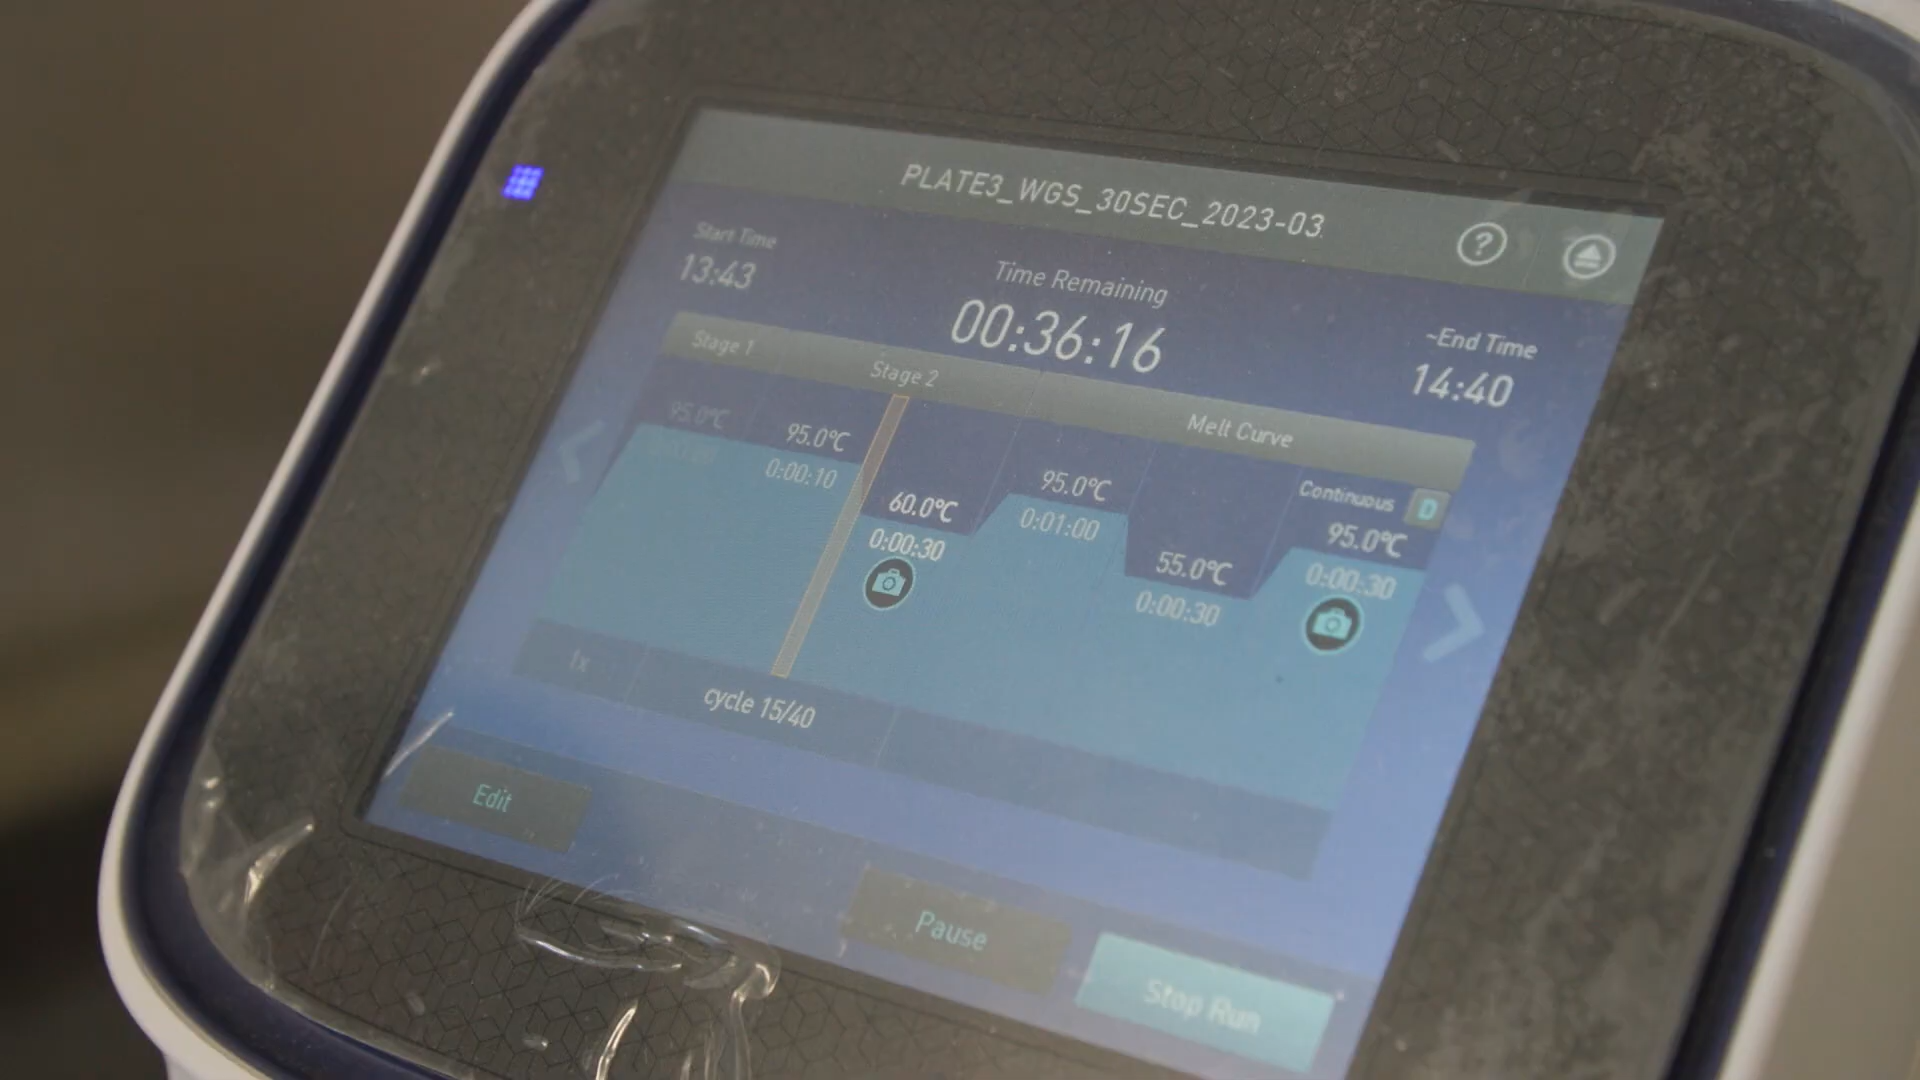 PLATE3_WGS_30SEC_2023-03
Start Time
13:43
Time Remaining
00:36:16
~End Time
14:40
Stage 1
Stage 2
Melt Curve
95.0°C
95.0°C
0:00:10
60.0°C
0:00:30
95.0°C
0:01:00
55.0°C
0:00:30
Continuous D
95.0°C
0:00:30
1x
cycle 15/40
Edit
Pause
Stop Run